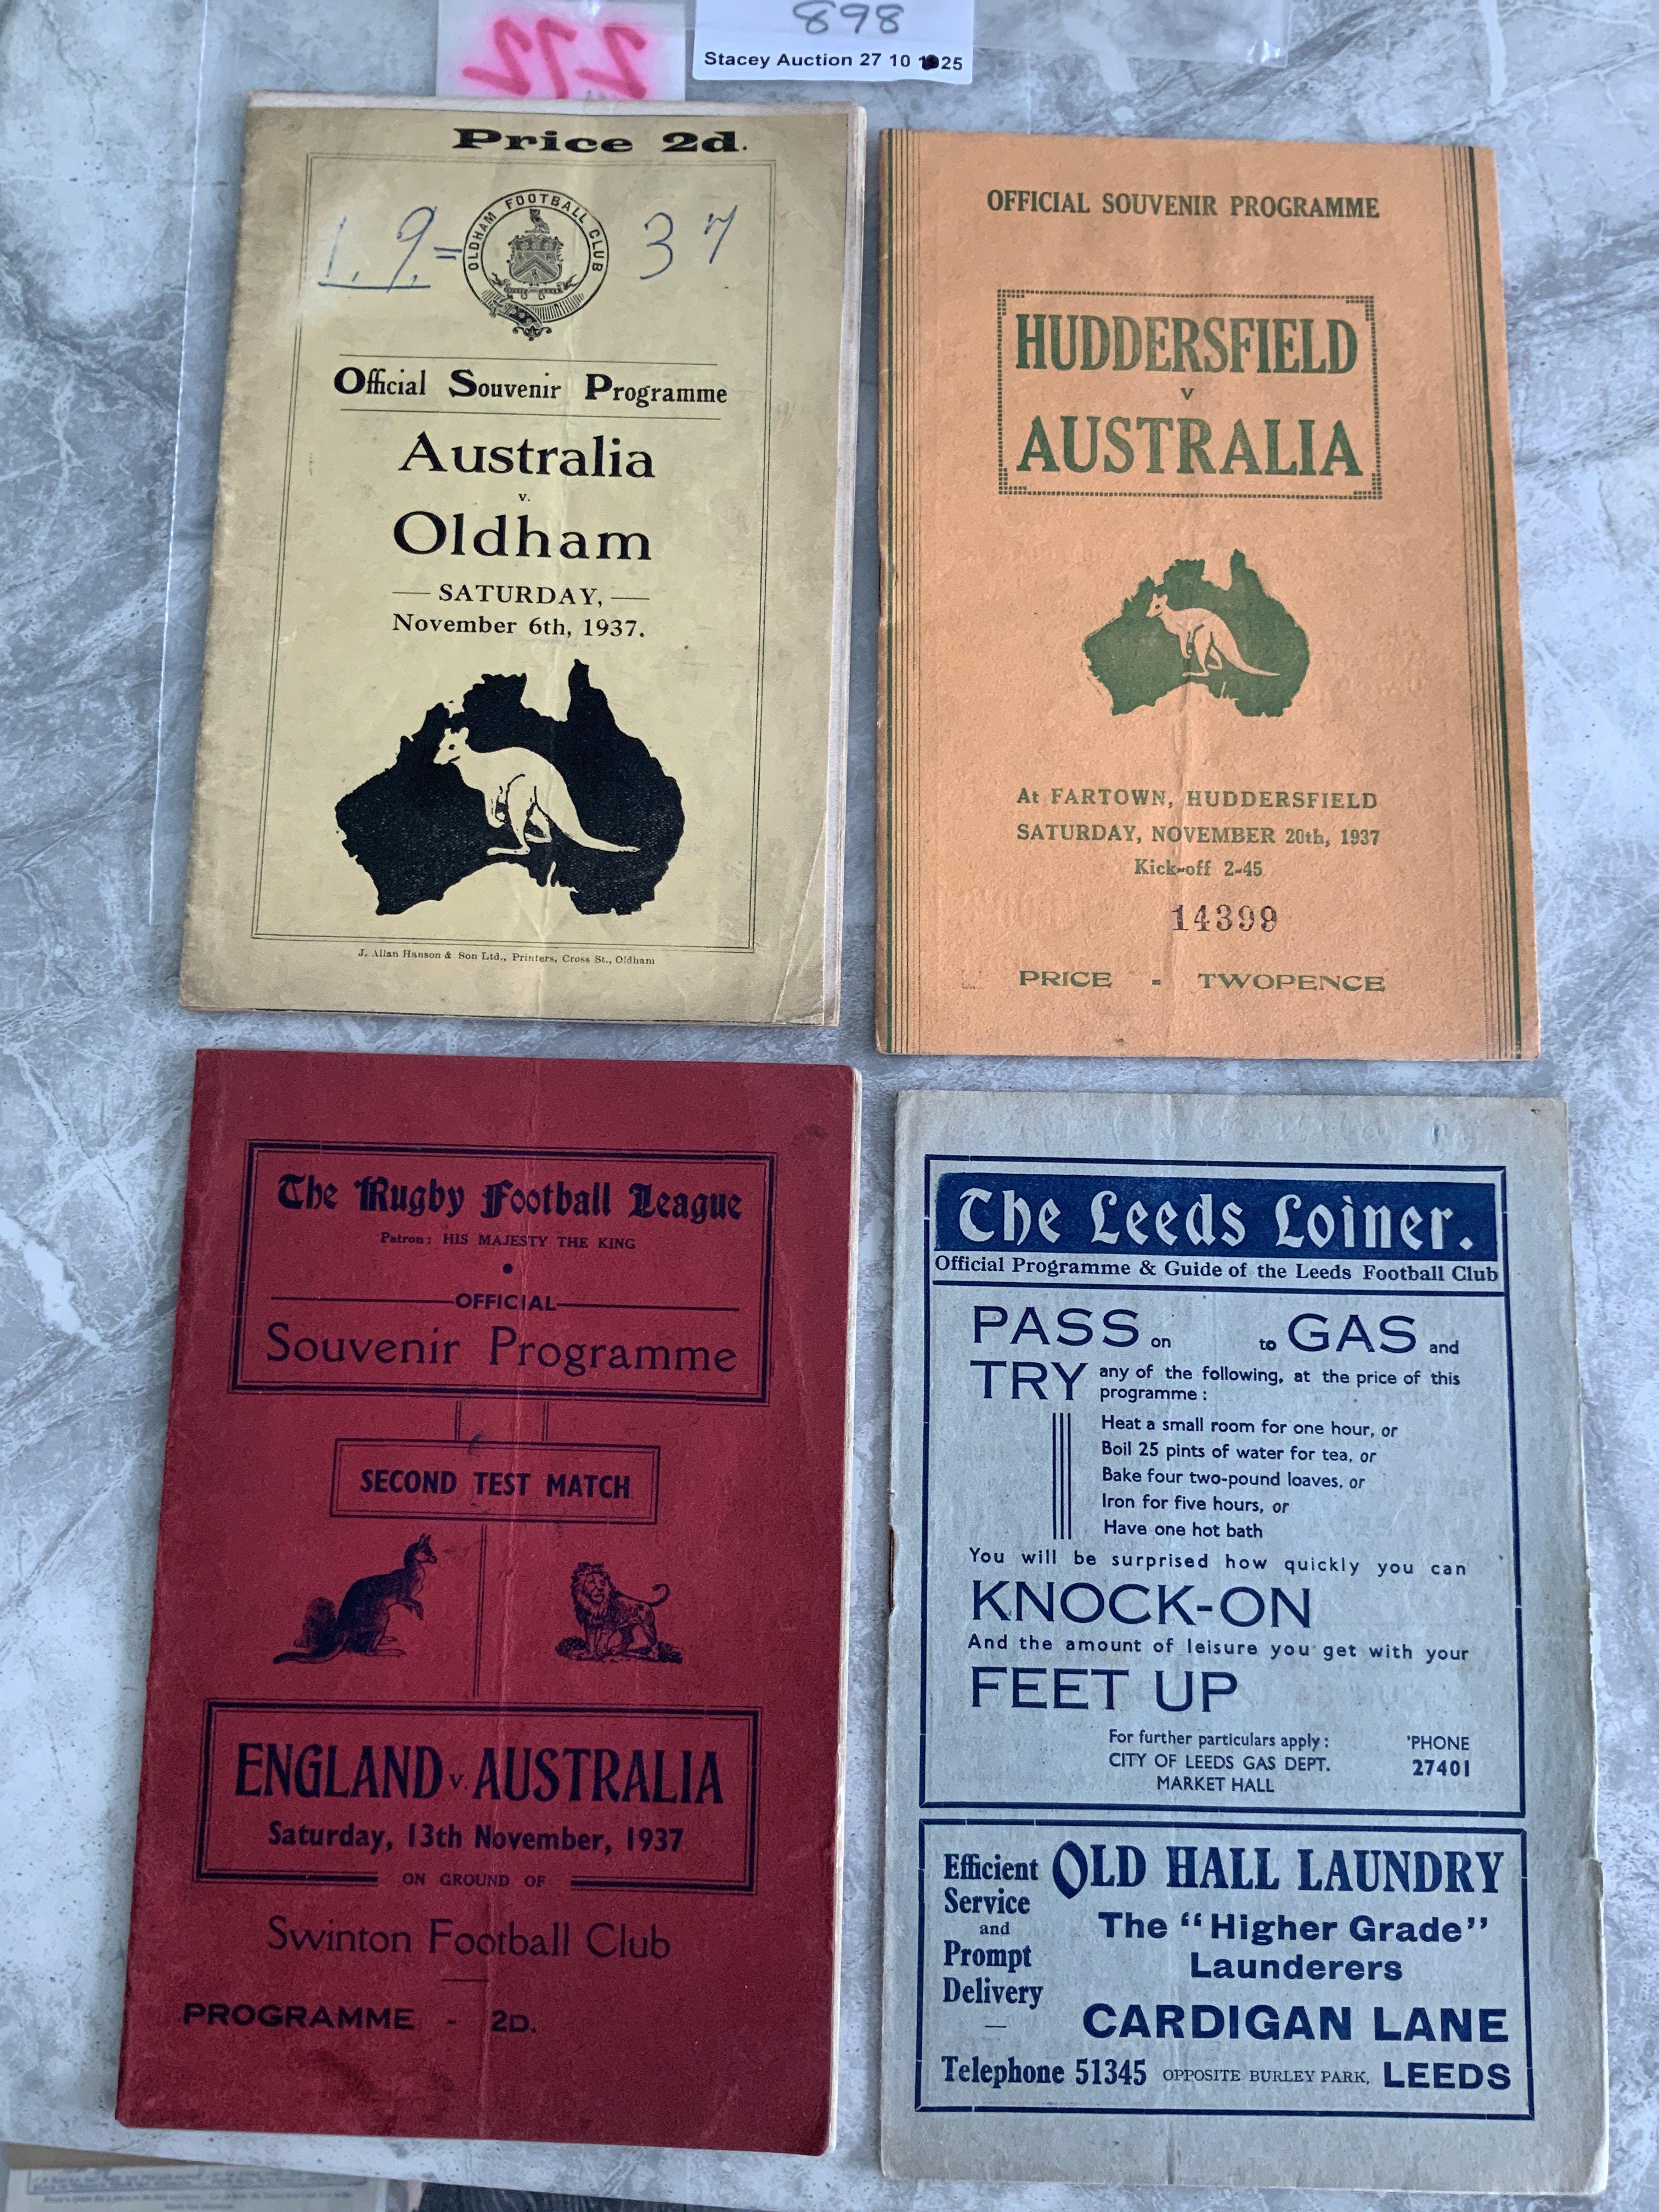 272
898
Stacey Auction 27 10 25
Price 2d.
1.9.= 37
OLDHAM FOOTBALL CLUB
Official Souvenir Programme
Australia
v.
Oldham
— SATURDAY, —
November 6th, 1937.
J. Allan Hanson & Son Ltd., Printers, Cross St., Oldham
OFFICIAL SOUVENIR PROGRAMME
HUDDERSFIELD
v
AUSTRALIA
At FARTOWN, HUDDERSFIELD
SATURDAY, NOVEMBER 20th, 1937
Kick-off 2-45
14399
PRICE - TWOPENCE
The Rugby Football League
Patron: HIS MAJESTY THE KING
OFFICIAL
Souvenir Programme
SECOND TEST MATCH
ENGLAND v. AUSTRALIA
Saturday, 13th November, 1937
ON GROUND OF
Swinton Football Club
PROGRAMME - 2D.
The Leeds Loiner.
Official Programme & Guide of the Leeds Football Club
PASS on to GAS and
TRY any of the following, at the price of this
programme:
Heat a small room for one hour, or
Boil 25 pints of water for tea, or
Bake four two-pound loaves, or
Iron for five hours, or
Have one hot bath
You will be surprised how quickly you can
KNOCK-ON
And the amount of leisure you get with your
FEET UP
For further particulars apply: 'PHONE
CITY OF LEEDS GAS DEPT. 27401
MARKET HALL
Efficient
Service
and
Prompt
Delivery
—
OLD HALL LAUNDRY
The "Higher Grade"
Launderers
CARDIGAN LANE
Telephone 51345 OPPOSITE BURLEY PARK, LEEDS